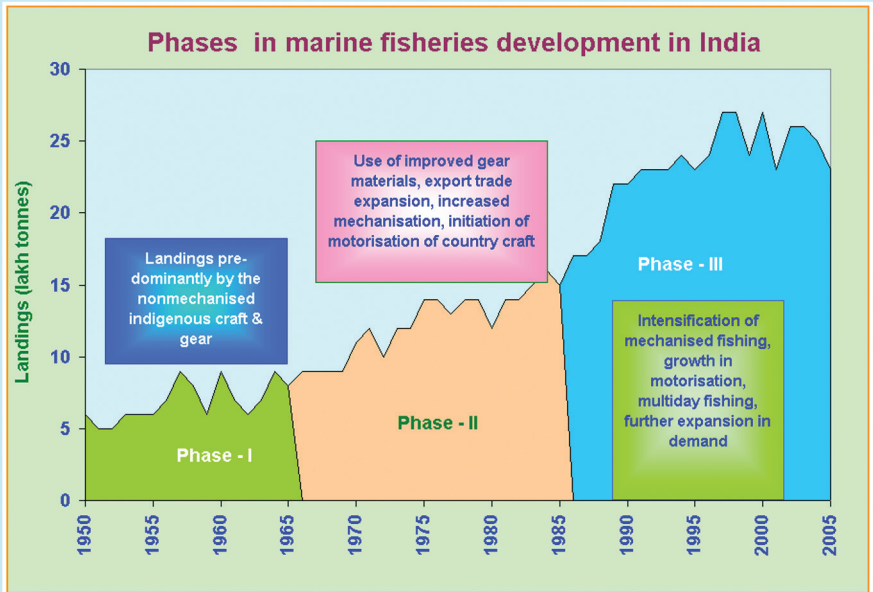 Phases in marine fisheries development in India
Landings (lakh tonnes)
30
25
20
15
10
5
0
Landings pre-
dominantly by the
nonmechanised
indigenous craft &
gear
Use of improved gear
materials, export trade
expansion, increased
mechanisation, initiation of
motorisation of country craft
Phase - III
Intensification of
mechanised fishing,
growth in
motorisation,
multiday fishing,
further expansion in
demand
Phase - II
Phase - I
1950
1955
1960
1965
1970
1975
1980
1985
1990
1995
2000
2005